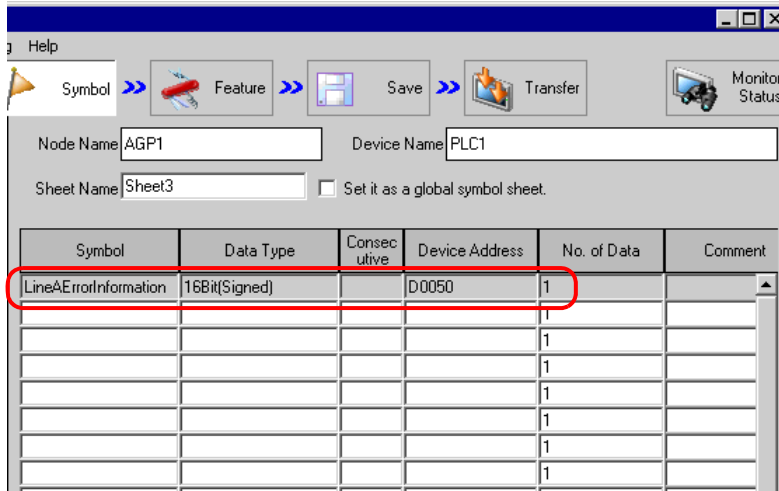 g Help
Symbol Feature Save Transfer Monitor Status
Node Name AGP1 Device Name PLC1
Sheet Name Sheet3 Set it as a global symbol sheet.
Symbol Data Type Consec utive Device Address No. of Data Comment
LineAErrorInformation 16Bit(Signed) D0050 1
1
1
1
1
1
1
1